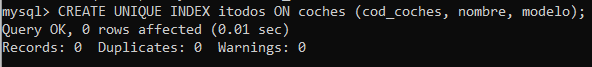 mysql> CREATE UNIQUE INDEX itodos ON coches (cod_coches, nombre, modelo);
Query OK, 0 rows affected (0.01 sec)
Records: 0  Duplicates: 0  Warnings: 0